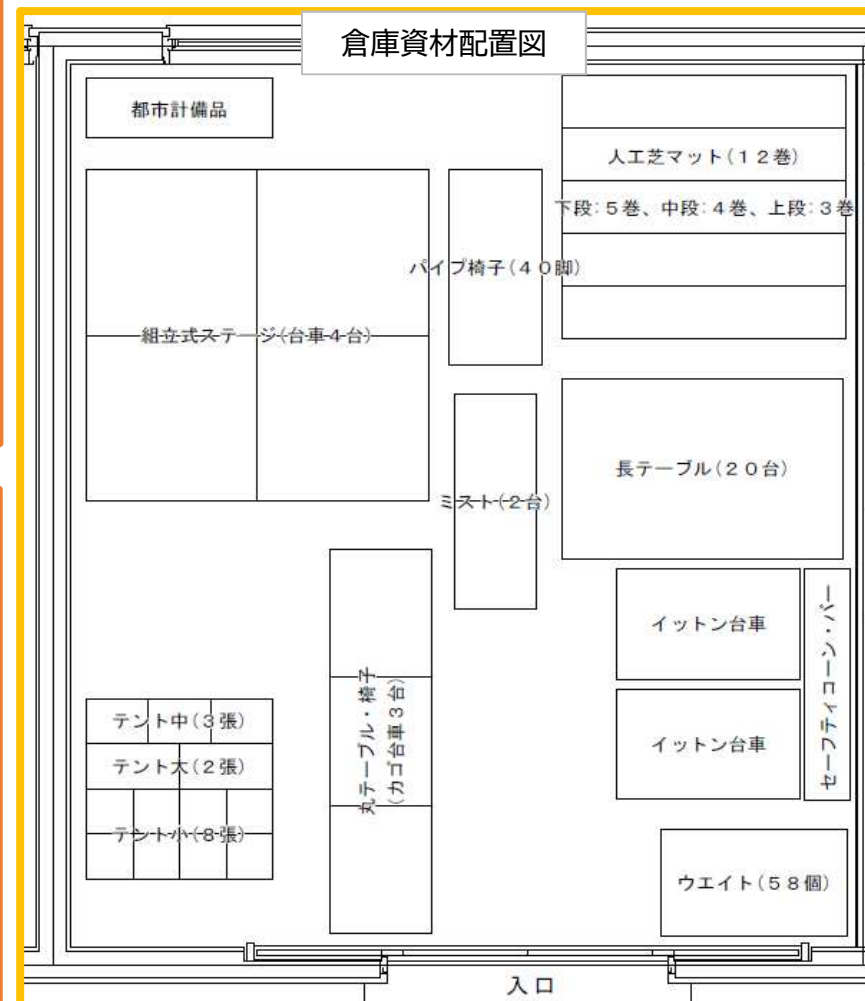 倉庫資材配置図
都市計備品
人工芝マット(12巻)
下段:5巻、中段:4巻、上段:3巻
パイプ椅子(40脚)
組立式ステージ(台車4台)
長テーブル(20台)
ミスト(2台)
イットン台車
セーフティコーン・バー
イットン台車
丸テーブル・椅子
(カゴ台車3台)
テント中(3張)
テント大(2張)
テント小(8張)
ウエイト(58個)
入口